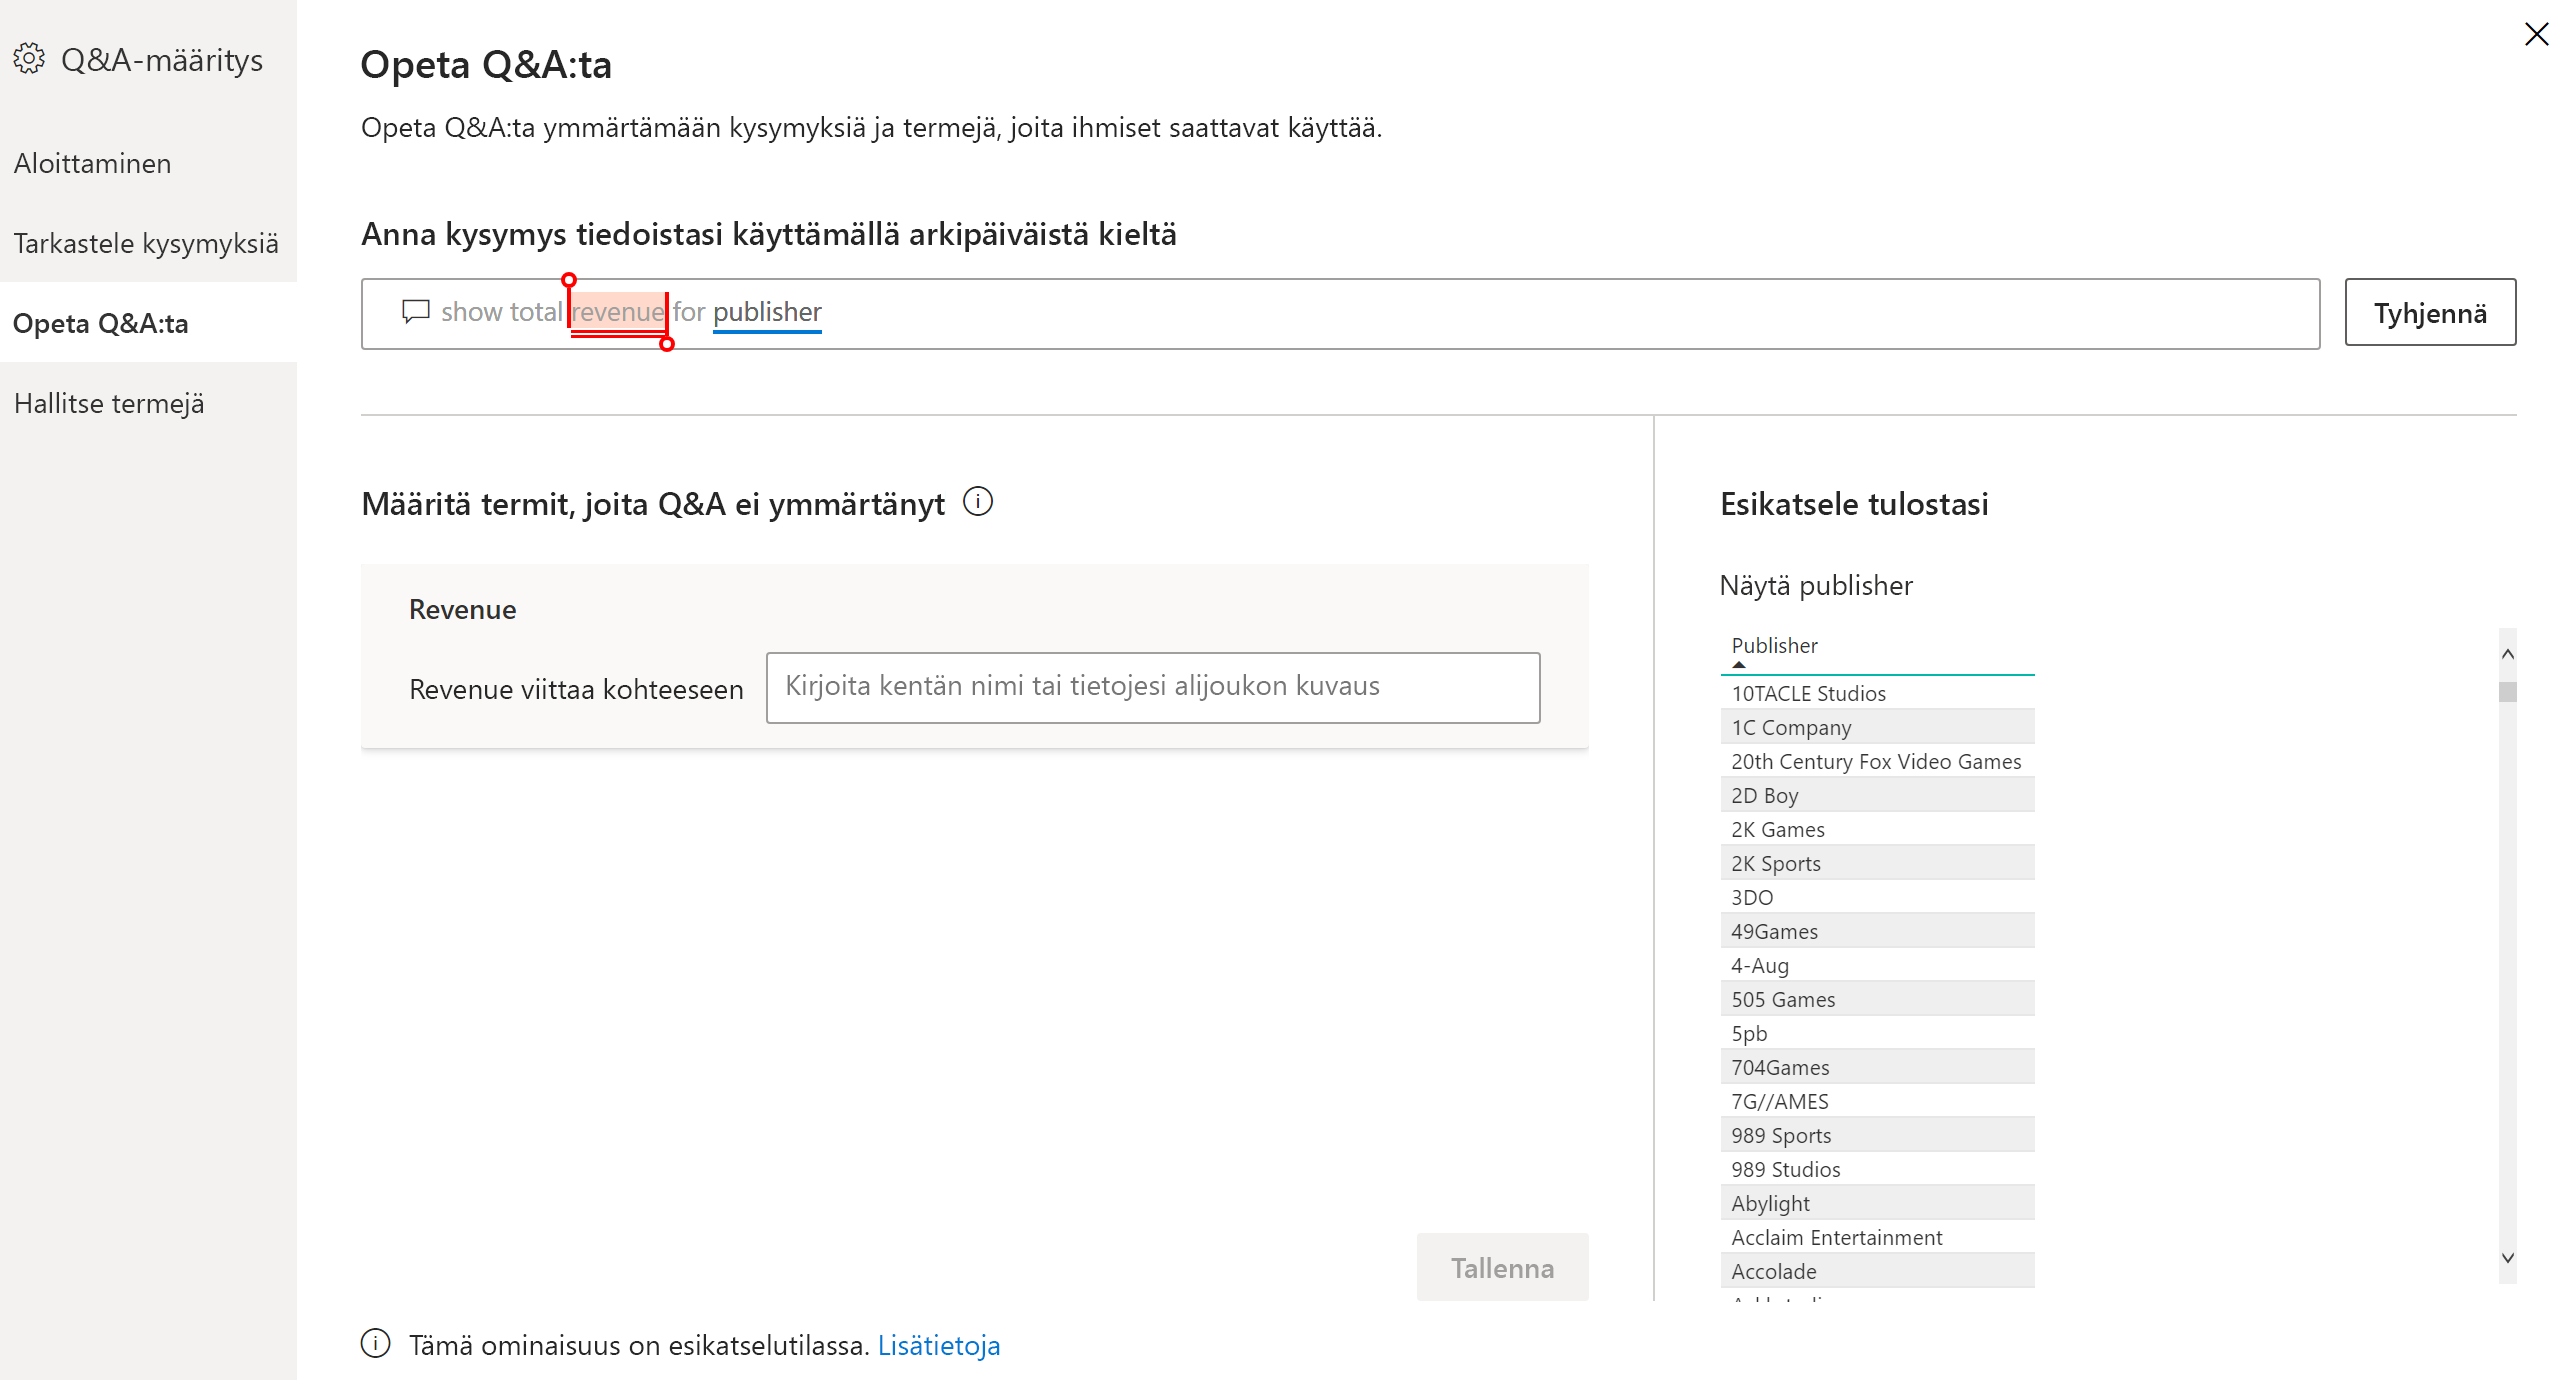 Q&A-määritys
Aloittaminen
Tarkastele kysymyksiä
Opeta Q&A:ta
Hallitse termejä
Opeta Q&A:ta
Opeta Q&A:ta ymmärtämään kysymyksiä ja termejä, joita ihmiset saattavat käyttää.
Anna kysymys tiedoistasi käyttämällä arkipäiväistä kieltä
show total revenue for publisher
Tyhjennä
Määritä termit, joita Q&A ei ymmärtänyt
Revenue
Revenue viittaa kohteeseen
Kirjoita kentän nimi tai tietojesi alijoukon kuvaus
Tallenna
Tämä ominaisuus on esikatselutilassa. Lisätietoja
Esikatsele tulostasi
Näytä publisher
Publisher
10TACLE Studios
1C Company
20th Century Fox Video Games
2D Boy
2K Games
2K Sports
3DO
49Games
4-Aug
505 Games
5pb
704Games
7G//AMES
989 Sports
989 Studios
Abylight
Acclaim Entertainment
Accolade